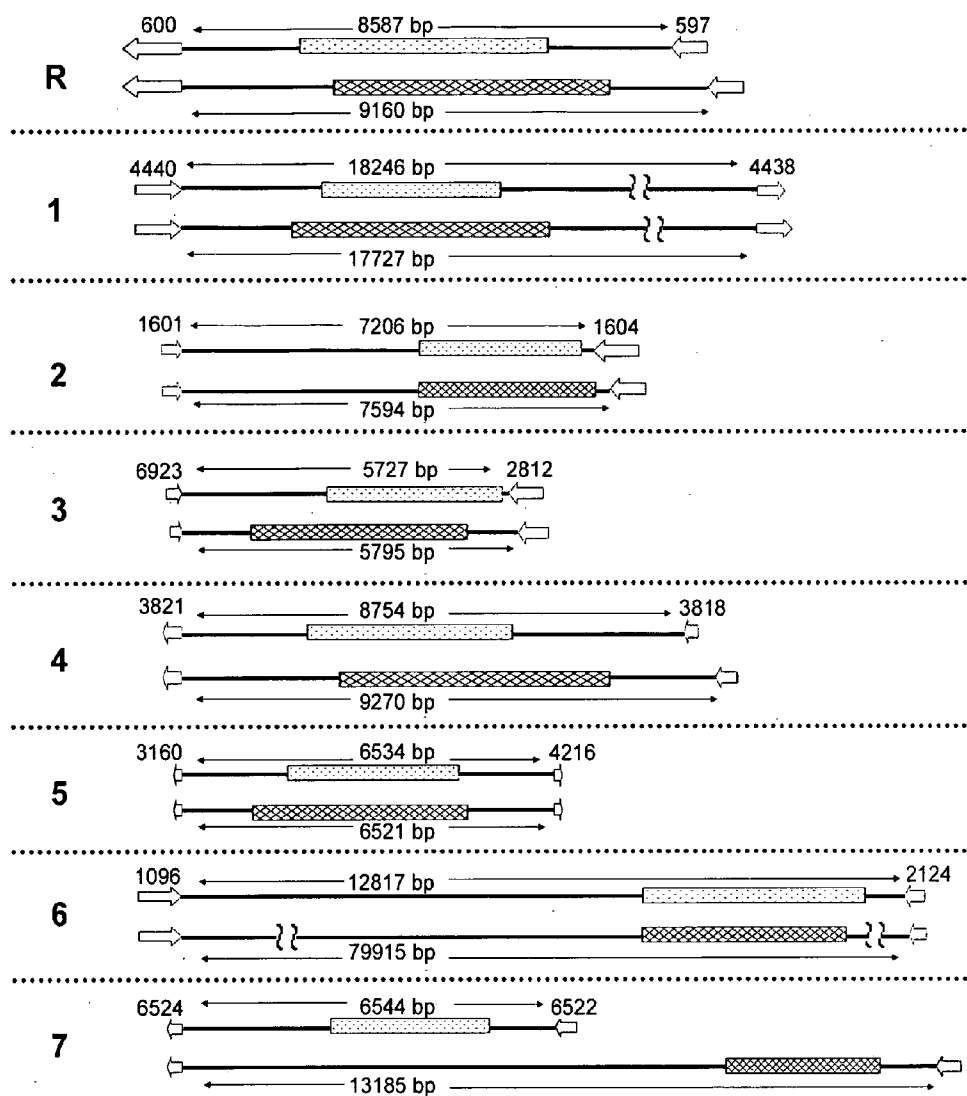 600 8587 bp 597
R
9160 bp
4440 18246 bp 4438
1
17727 bp
1601 7206 bp 1604
2
7594 bp
6923 5727 bp 2812
3
5795 bp
3821 8754 bp 3818
4
9270 bp
3160 6534 bp 4216
5
6521 bp
1096 12817 bp 2124
6
79915 bp
6524 6544 bp 6522
7
13185 bp